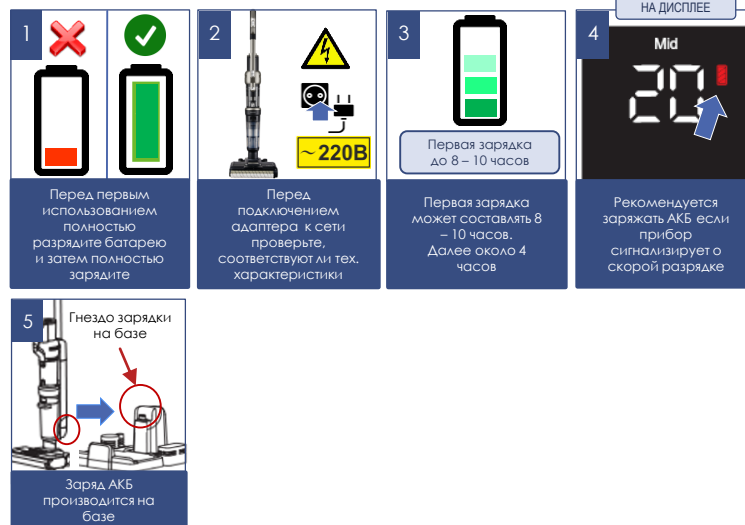 НА ДИСПЛЕЕ
1
2
~220В
3
Первая зарядка
до 8 – 10 часов
4
Mid
20
Перед первым
использованием
полностью
разрядите батарею
и затем полностью
зарядите
Перед
подключением
адаптера к сети
проверьте,
соответствуют ли тех.
характеристики
Первая зарядка
может составлять 8
– 10 часов.
Далее около 4
часов
Рекомендуется
заряжать АКБ если
прибор
сигнализирует о
скорой разрядке
5
Гнездо зарядки
на базе
Заряд АКБ
производится на
базе